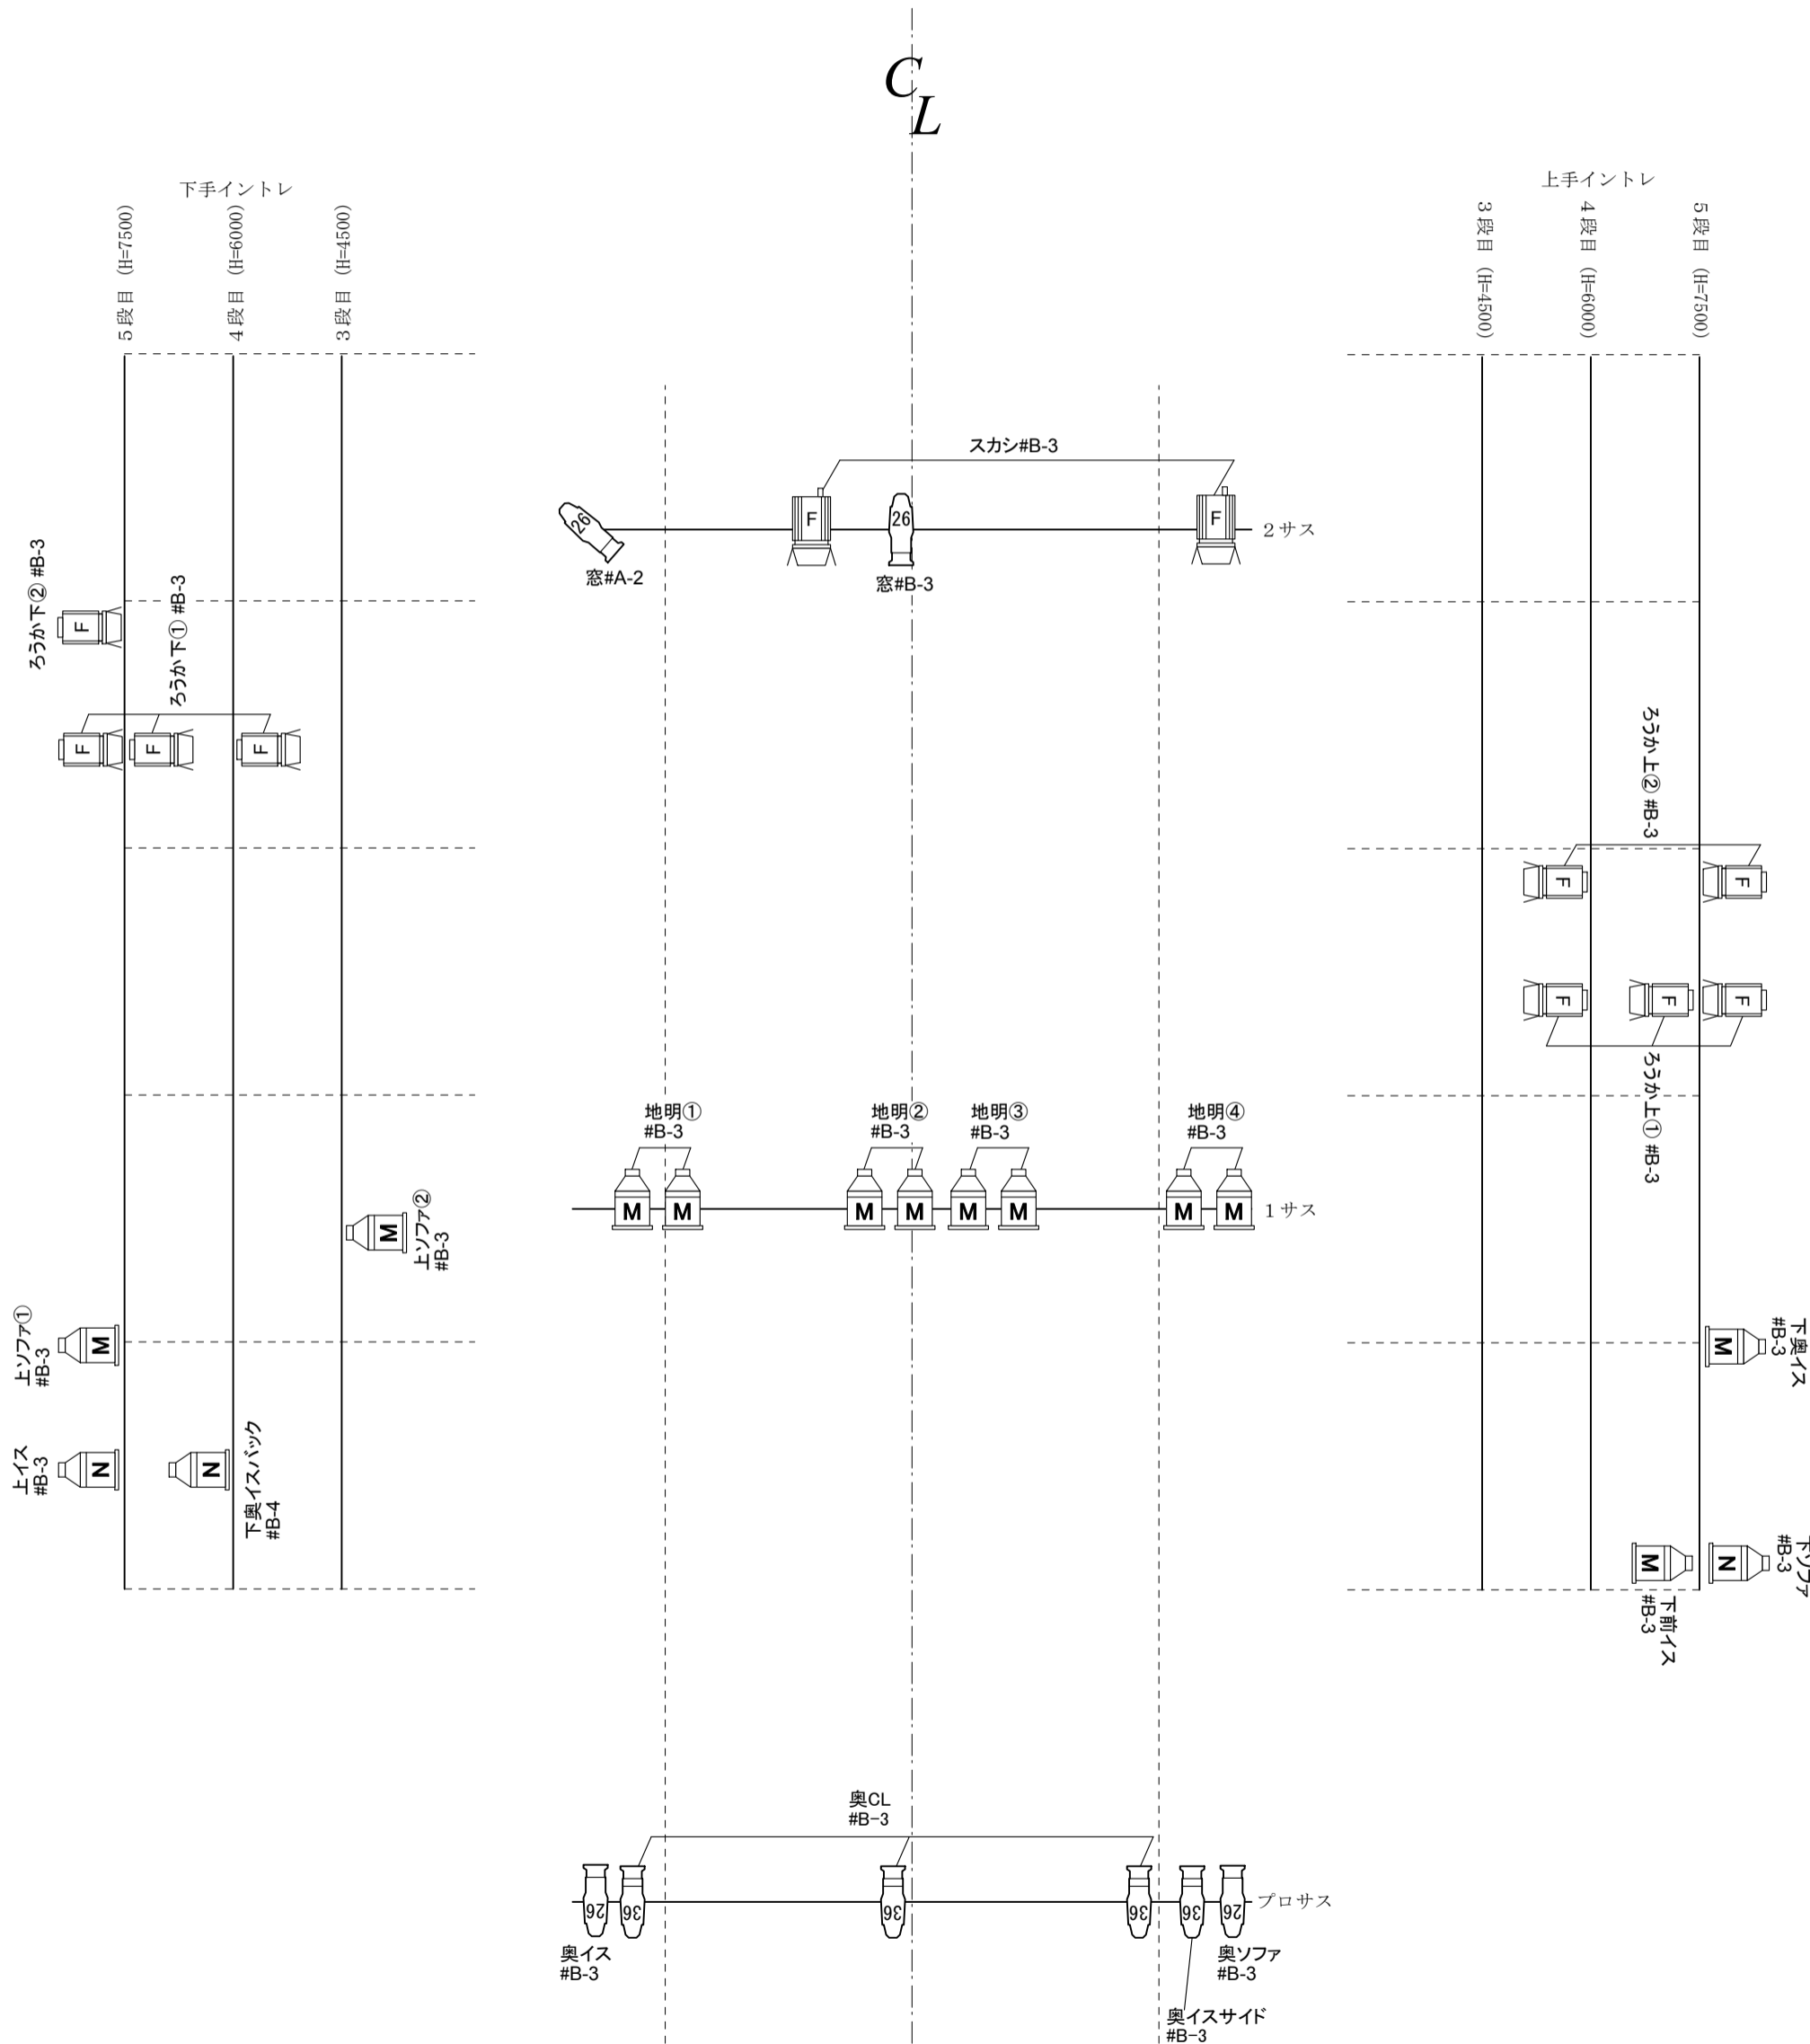 CL
下手イントレ
5段目 (H=7500)
4段目 (H=6000)
3段目 (H=4500)
上手イントレ
3段目 (H=4500)
4段目 (H=6000)
5段目 (H=7500)
スカシ#B-3
26
F
26
F
2サス
窓#A-2
窓#B-3
ろうか下② #B-3
F
ろうか下① #B-3
F
F
F
ろうか上② #B-3
F
F
F
F
F
ろうか上① #B-3
地明①
#B-3
地明②
#B-3
地明③
#B-3
地明④
#B-3
M
M
M
M
M
M
M
M
1サス
M
上ソファ②
#B-3
上ソファ①
#B-3
M
上イス
#B-3
N
N
下奥イスバック
#B-4
M
下奥イス
#B-3
M
N
下ソファ
#B-3
下前イス
#B-3
奥CL
#B-3
26
36
36
36
36
26
プロサス
奥イス
#B-3
奥ソファ
#B-3
奥イスサイド
#B-3